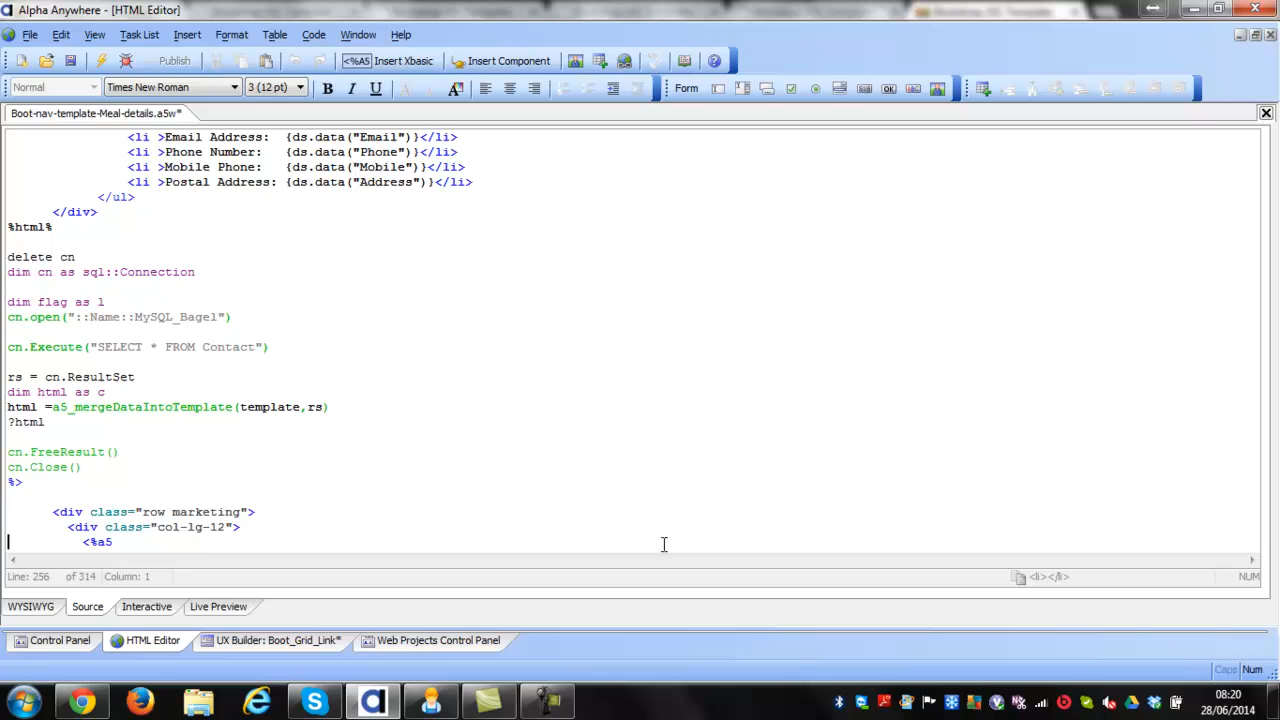 Alpha Anywhere - [HTML Editor]
File Edit View Task List Insert Format Table Code Window Help
Publish <%A5 Insert Xbasic Insert Component
Normal Times New Roman 3 (12 pt) B I U A Form OK
Boot-nav-template-Meal-details.a5w*
<li >Email Address: {ds.data("Email")}</li>
<li >Phone Number: {ds.data("Phone")}</li>
<li >Mobile Phone: {ds.data("Mobile")}</li>
<li >Postal Address: {ds.data("Address")}</li>
</ul>
</div>
%html%
delete cn
dim cn as sql::Connection
dim flag as l
cn.open("::Name::MySQL_Bagel")
cn.Execute("SELECT * FROM Contact")
rs = cn.ResultSet
dim html as c
html =a5_mergeDataIntoTemplate(template,rs)
?html
cn.FreeResult()
cn.Close()
%>
<div class="row marketing">
<div class="col-lg-12">
<%a5
Line: 256 of 314 Column: 1 <li></li> NUM
WYSIWYG Source Interactive Live Preview
Control Panel HTML Editor UX Builder: Boot_Grid_Link* Web Projects Control Panel
Caps Num
08:20
28/06/2014